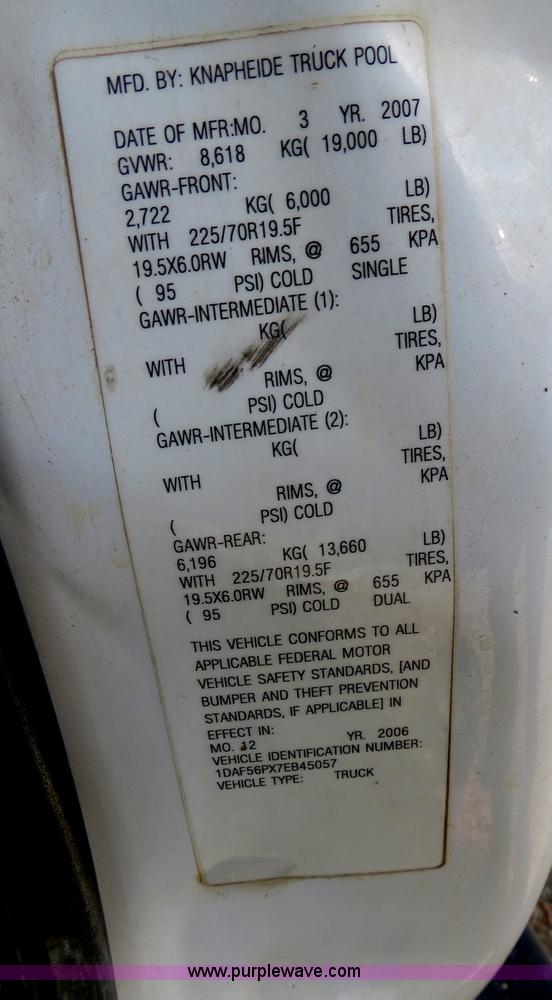 MFD. BY: KNAPHEIDE TRUCK POOL
DATE OF MFR:MO. 3 YR. 2007
GVWR: 8,618 KG( 19,000 LB)
GAWR-FRONT:
2,722 KG( 6,000 LB)
WITH 225/70R19.5F TIRES,
19.5X6.0RW RIMS, @ 655 KPA
( 95 PSI) COLD SINGLE
GAWR-INTERMEDIATE (1):
KG( LB)
WITH TIRES,
RIMS, @ KPA
( PSI) COLD
GAWR-INTERMEDIATE (2):
KG( LB)
WITH TIRES,
RIMS, @ KPA
( PSI) COLD
GAWR-REAR:
6,196 KG( 13,660 LB)
WITH 225/70R19.5F TIRES,
19.5X6.0RW RIMS, @ 655 KPA
( 95 PSI) COLD DUAL
THIS VEHICLE CONFORMS TO ALL
APPLICABLE FEDERAL MOTOR
VEHICLE SAFETY STANDARDS, [AND
BUMPER AND THEFT PREVENTION
STANDARDS, IF APPLICABLE] IN
EFFECT IN:
MO. 12 YR. 2006
VEHICLE IDENTIFICATION NUMBER:
1DAF56PX7EB45057
VEHICLE TYPE: TRUCK
www.purplewave.com